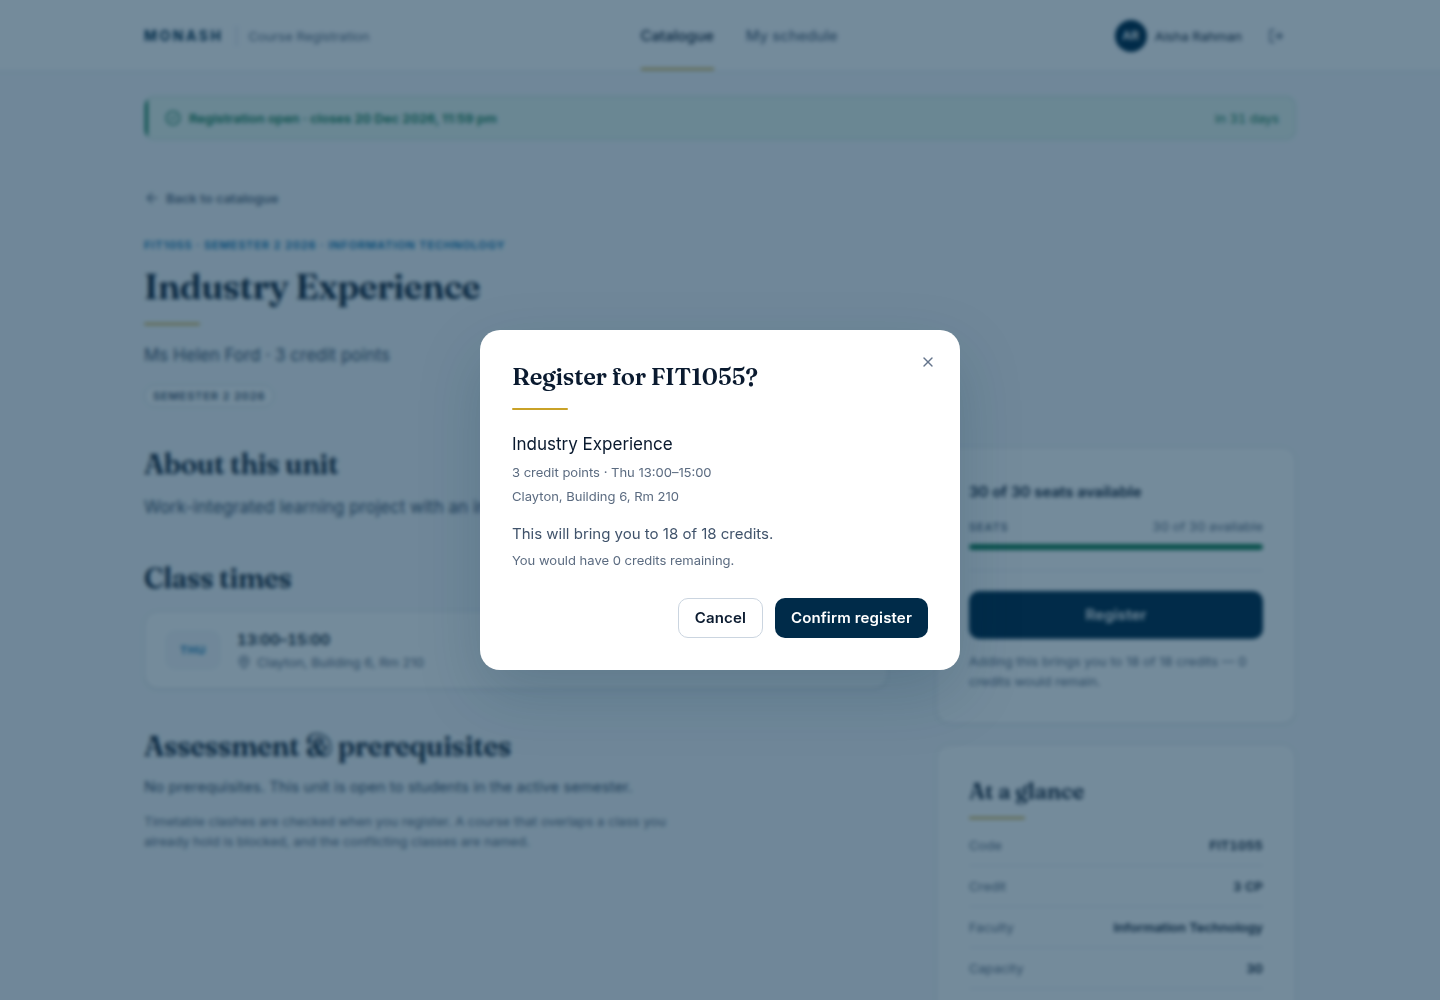 MONASH
Course Registration
Catalogue
My schedule
AR
Aisha Rahman
Registration open · closes 20 Dec 2026, 11:59 pm
in 31 days
Back to catalogue
FIT1055 · SEMESTER 2 2026 · INFORMATION TECHNOLOGY
Industry Experience
Ms Helen Ford · 3 credit points
SEMESTER 2 2026
About this unit
Work-integrated learning project with an
Class times
THU
13:00–15:00
Clayton, Building 6, Rm 210
Assessment & prerequisites
No prerequisites. This unit is open to students in the active semester.
Timetable clashes are checked when you register. A course that overlaps a class you
already hold is blocked, and the conflicting classes are named.
Register for FIT1055?
Industry Experience
3 credit points · Thu 13:00–15:00
Clayton, Building 6, Rm 210
This will bring you to 18 of 18 credits.
You would have 0 credits remaining.
Cancel
Confirm register
30 of 30 seats available
SEATS
30 of 30 available
Register
Adding this brings you to 18 of 18 credits — 0
credits would remain.
At a glance
Code
FIT1055
Credit
3 CP
Faculty
Information Technology
Capacity
30